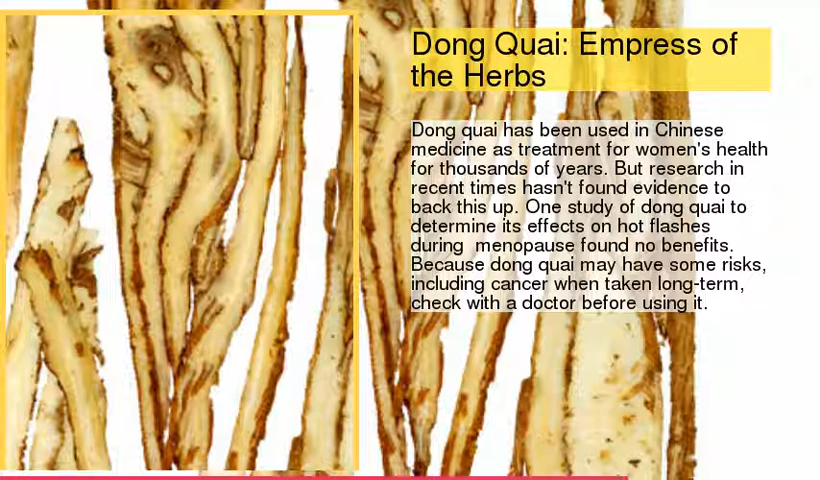 Dong Quai: Empress of
the Herbs
Dong quai has been used in Chinese
medicine as treatment for women's health
for thousands of years. But research in
recent times hasn't found evidence to
back this up. One study of dong quai to
determine its effects on hot flashes
during  menopause found no benefits.
Because dong quai may have some risks,
including cancer when taken long-term,
check with a doctor before using it.